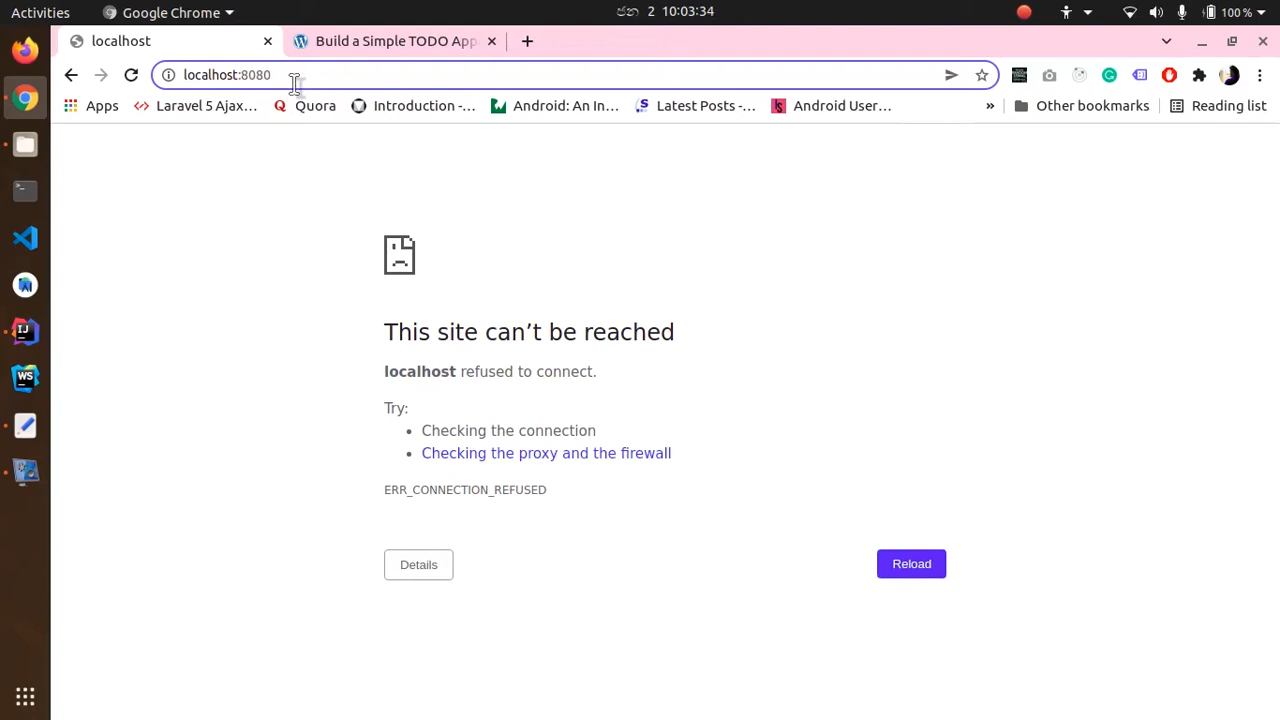 Activities Google Chrome ජන 2 10:03:34 100 %
localhost Build a Simple TODO App
localhost:8080
Apps Laravel 5 Ajax... Quora Introduction -... Android: An In... Latest Posts -... Android User... » Other bookmarks Reading list
This site can’t be reached
localhost refused to connect.
Try:
• Checking the connection
• Checking the proxy and the firewall
ERR_CONNECTION_REFUSED
Details Reload